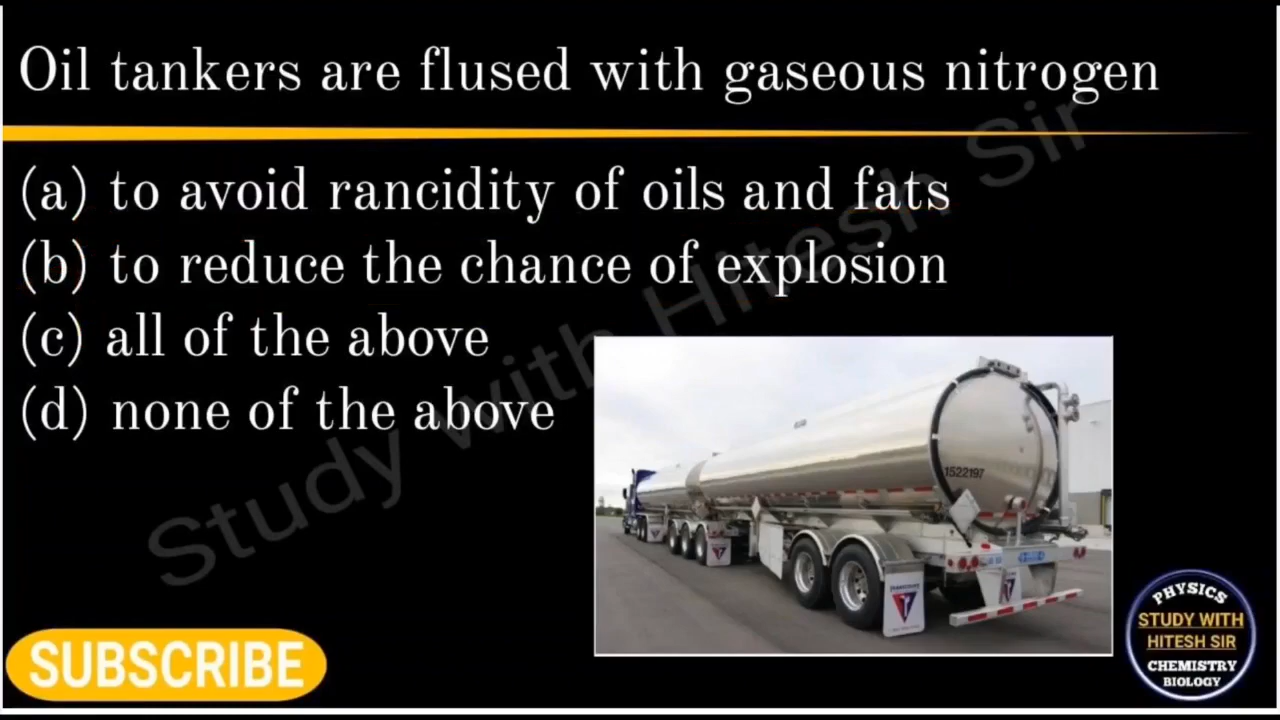 Oil tankers are flused with gaseous nitrogen
(a) to avoid rancidity of oils and fats
(b) to reduce the chance of explosion
(c) all of the above
(d) none of the above
Study with Hitesh Sir
1522197
SUBSCRIBE
PHYSICS
STUDY WITH
HITESH SIR
CHEMISTRY
BIOLOGY